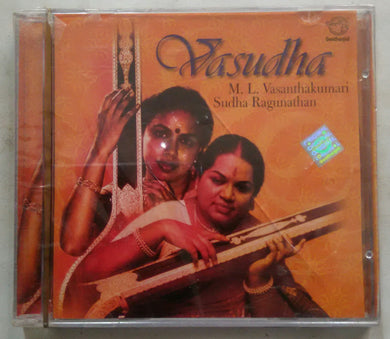 Vasudha
M. L. Vasanthakumari
Sudha Ragunathan